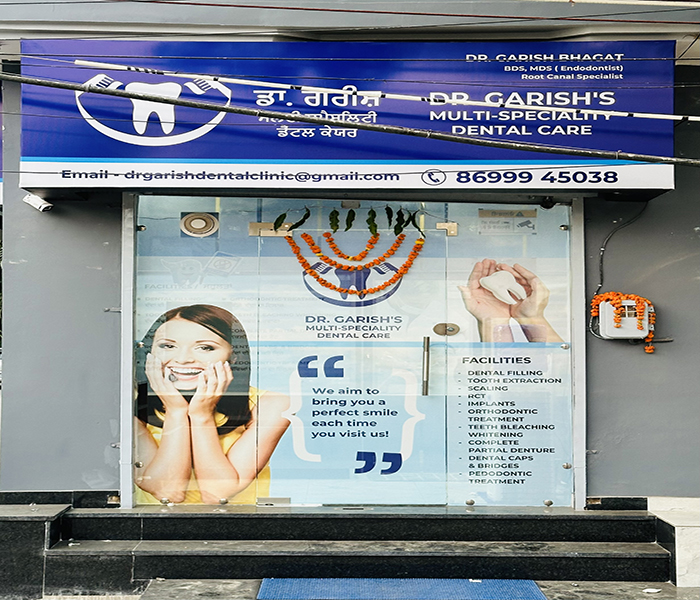 DR. GARISH BHAGAT
BDS, MDS ( Endodontist)
Root Canal Specialist
ਡਾ. ਗਰੀਸ਼
ਮਲਟੀ ਸਪੈਸ਼ਲਿਟੀ
ਡੈਂਟਲ ਕੇਯਰ
DR. GARISH'S
MULTI-SPECIALITY
DENTAL CARE
Email - drgarishdentalclinic@gmail.com
86999 45038
DR. GARISH'S
MULTI-SPECIALITY
DENTAL CARE
“
We aim to
bring you a
perfect smile
each time
you visit us!
”
FACILITIES
- DENTAL FILLING
- TOOTH EXTRACTION
- SCALING
- RCT
- IMPLANTS
- ORTHODONTIC
TREATMENT
- TEETH BLEACHING
WHITENING
- COMPLETE
PARTIAL DENTURE
- DENTAL CAPS
& BRIDGES
- PEDODONTIC
TREATMENT